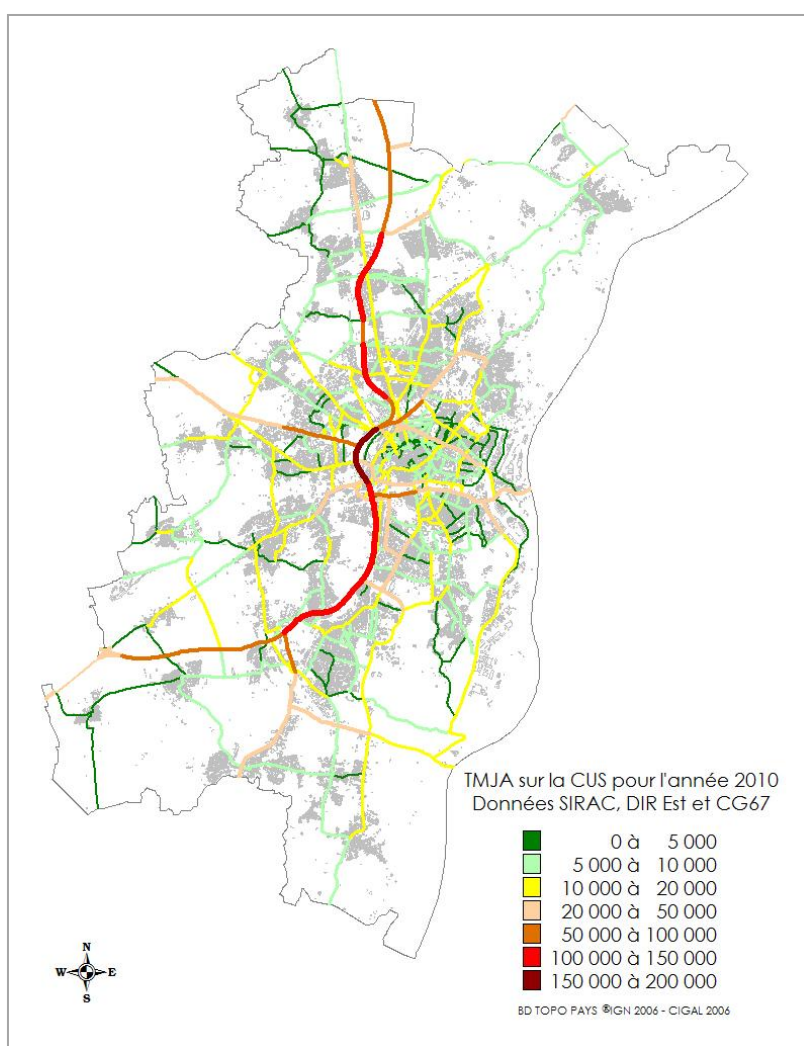 TMJA sur la CUS pour l'année 2010
Données SIRAC, DIR Est et CG67
0 à 5 000
5 000 à 10 000
10 000 à 20 000
20 000 à 50 000
50 000 à 100 000
100 000 à 150 000
150 000 à 200 000
N
W E
S
BD TOPO PAYS ®IGN 2006 - CIGAL 2006